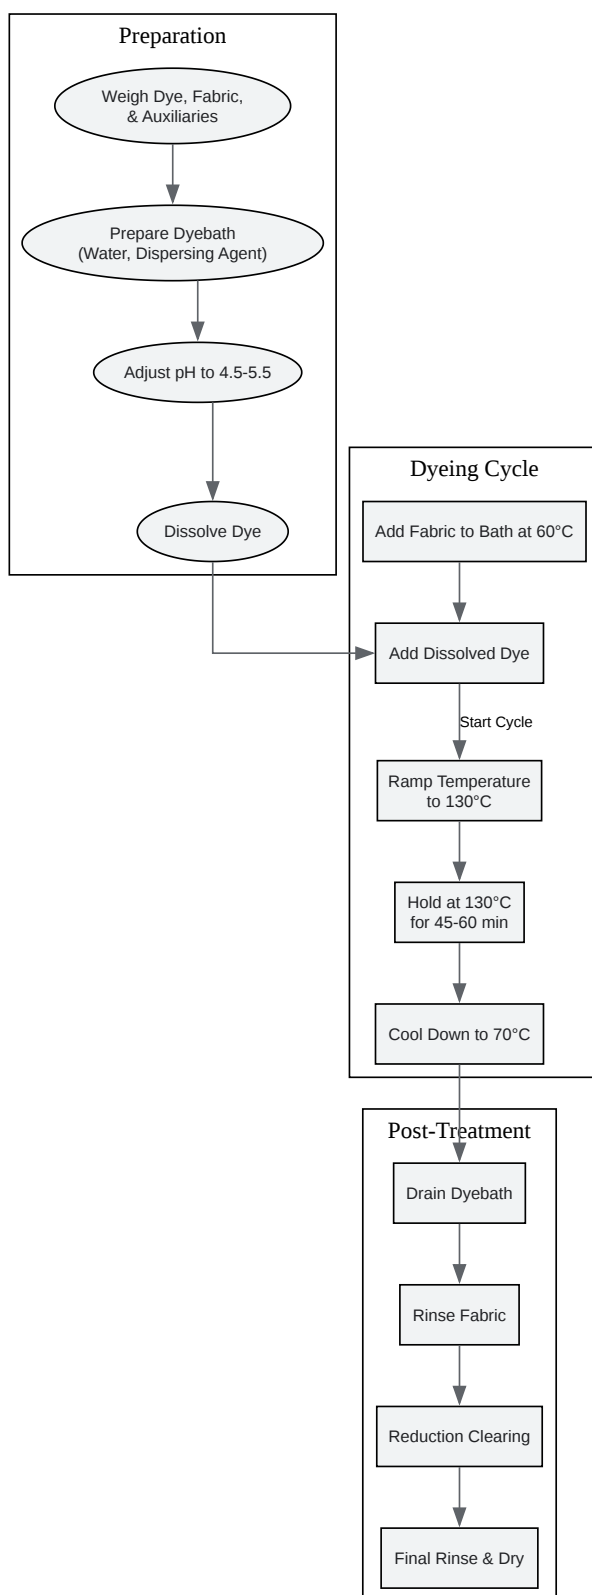 Preparation
Weigh Dye, Fabric,
& Auxiliaries
Prepare Dyebath
(Water, Dispersing Agent)
Adjust pH to 4.5-5.5
Dissolve Dye
Dyeing Cycle
Add Fabric to Bath at 60°C
Add Dissolved Dye
Start Cycle
Ramp Temperature
to 130°C
Hold at 130°C
for 45-60 min
Cool Down to 70°C
Post-Treatment
Drain Dyebath
Rinse Fabric
Reduction Clearing
Final Rinse & Dry